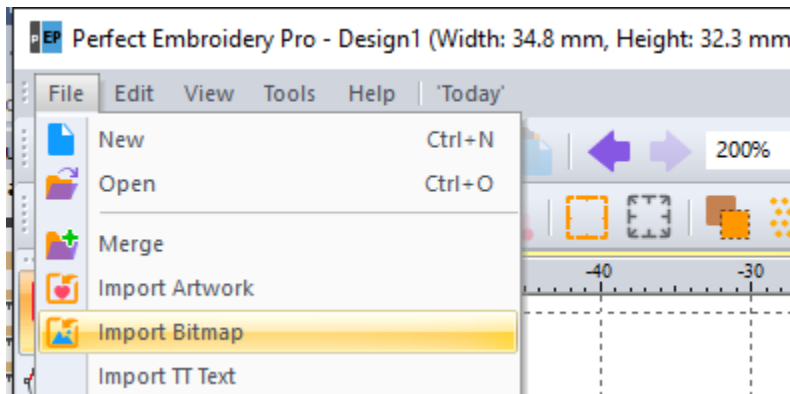 pEP Perfect Embroidery Pro - Design1 (Width: 34.8 mm, Height: 32.3 mm
File Edit View Tools Help 'Today'
New Ctrl+N
200%
Open Ctrl+O
Merge
Import Artwork
-40 -30
Import Bitmap
Import TT Text